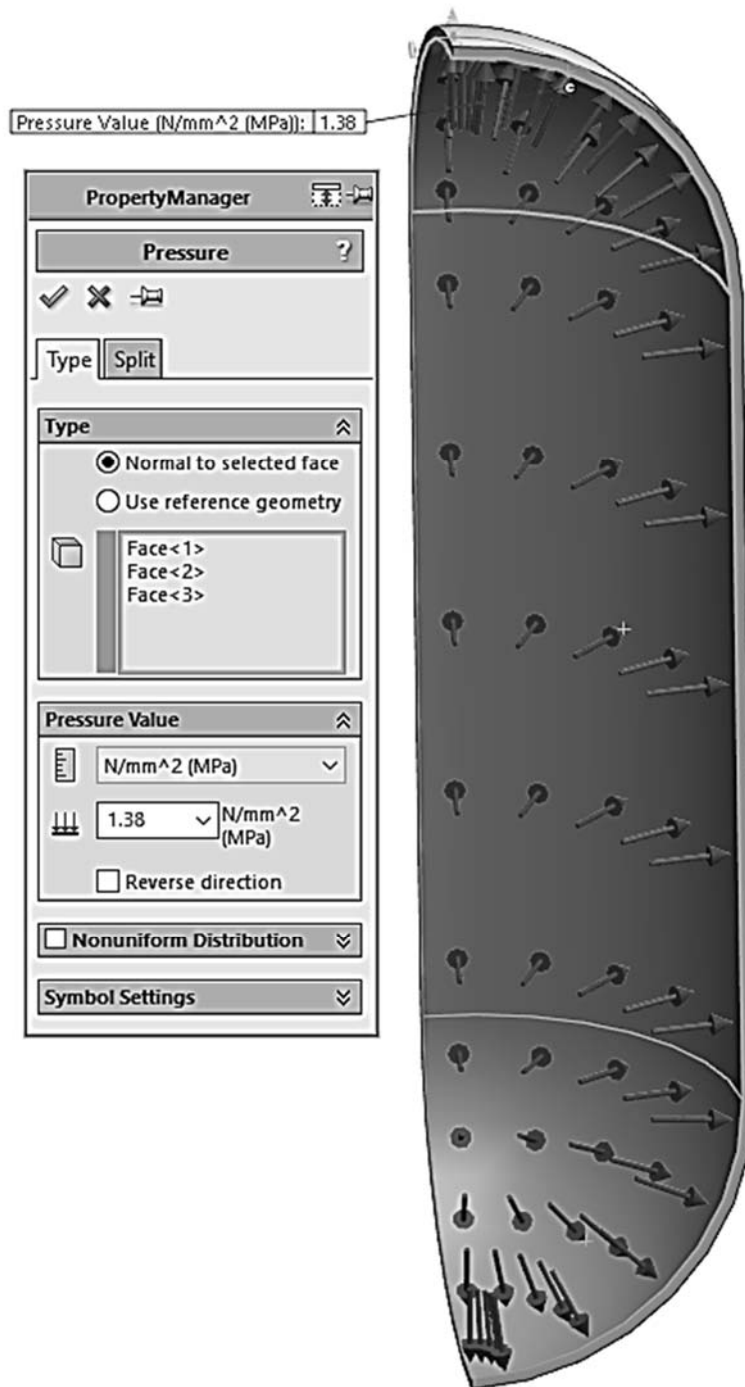 Pressure Value (N/mm^2 (MPa)): 1.38
PropertyManager
Pressure ?
Type Split
Type
Normal to selected face
Use reference geometry
Face<1>
Face<2>
Face<3>
Pressure Value
N/mm^2 (MPa)
1.38 N/mm^2
(MPa)
Reverse direction
Nonuniform Distribution
Symbol Settings